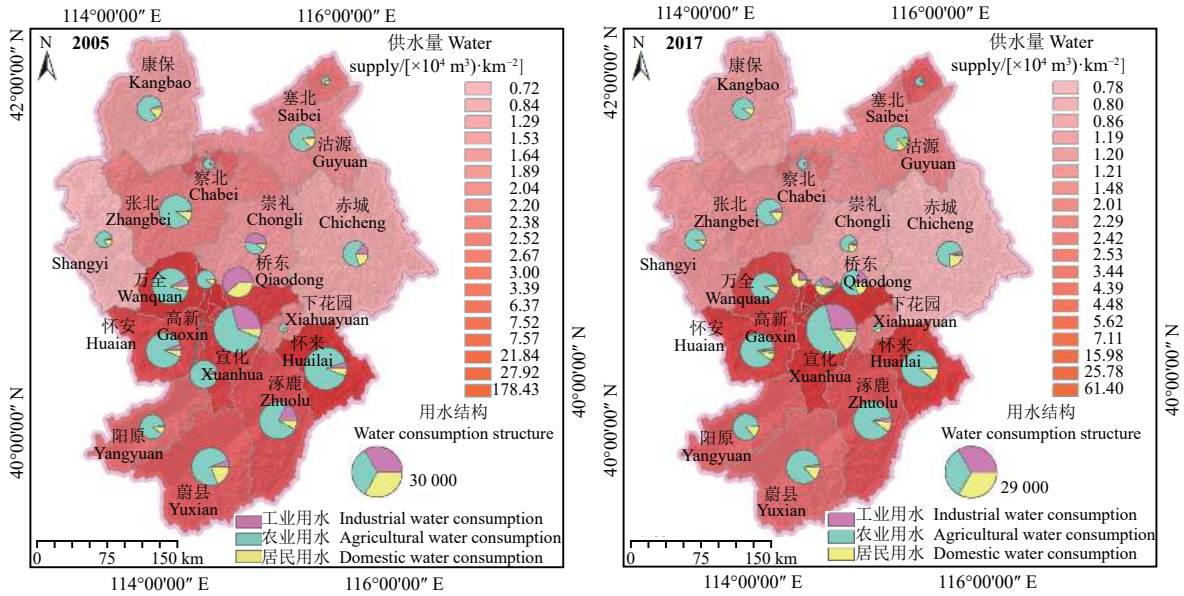 114°00′00″ E
116°00′00″ E
42°00′00″ N
N
2005
供水量 Water
supply/[×10⁴ m³)·km⁻²]
0.72
0.84
1.29
1.53
1.64
1.89
2.04
2.20
2.38
2.52
2.67
3.00
3.39
6.37
7.52
7.57
21.84
27.92
178.43
康保
Kangbao
塞北
Saibei
沽源
Guyuan
察北
Chabei
张北
Zhangbei
崇礼
Chongli
赤城
Chicheng
Shangyi
万全
Wanquan
桥东
Qiaodong
下花园
Xiahuayuan
怀安
Huaian
高新
Gaoxin
宣化
Xuanhua
怀来
Huailai
涿鹿
Zhuolu
阳原
Yangyuan
蔚县
Yuxian
用水结构
Water consumption structure
30 000
工业用水 Industrial water consumption
农业用水 Agricultural water consumption
居民用水 Domestic water consumption
0 75 150 km
40°00′00″ N
40°00′00″ N
114°00′00″ E
116°00′00″ E
114°00′00″ E
116°00′00″ E
42°00′00″ N
N
2017
供水量 Water
supply/[×10⁴ m³)·km⁻²]
0.78
0.80
0.86
1.19
1.20
1.21
1.48
2.01
2.29
2.42
2.53
3.44
4.39
4.48
5.62
7.11
15.98
25.78
61.40
康保
Kangbao
塞北
Saibei
沽源
Guyuan
察北
Chabei
张北
Zhangbei
崇礼
Chongli
赤城
Chicheng
Shangyi
万全
Wanquan
桥东
Qiaodong
下花园
Xiahuayuan
怀安
Huaian
高新
Gaoxin
宣化
Xuanhua
怀来
Huailai
涿鹿
Zhuolu
阳原
Yangyuan
蔚县
Yuxian
用水结构
Water consumption structure
29 000
工业用水 Industrial water consumption
农业用水 Agricultural water consumption
居民用水 Domestic water consumption
0 75 150 km
40°00′00″ N
40°00′00″ N
114°00′00″ E
116°00′00″ E